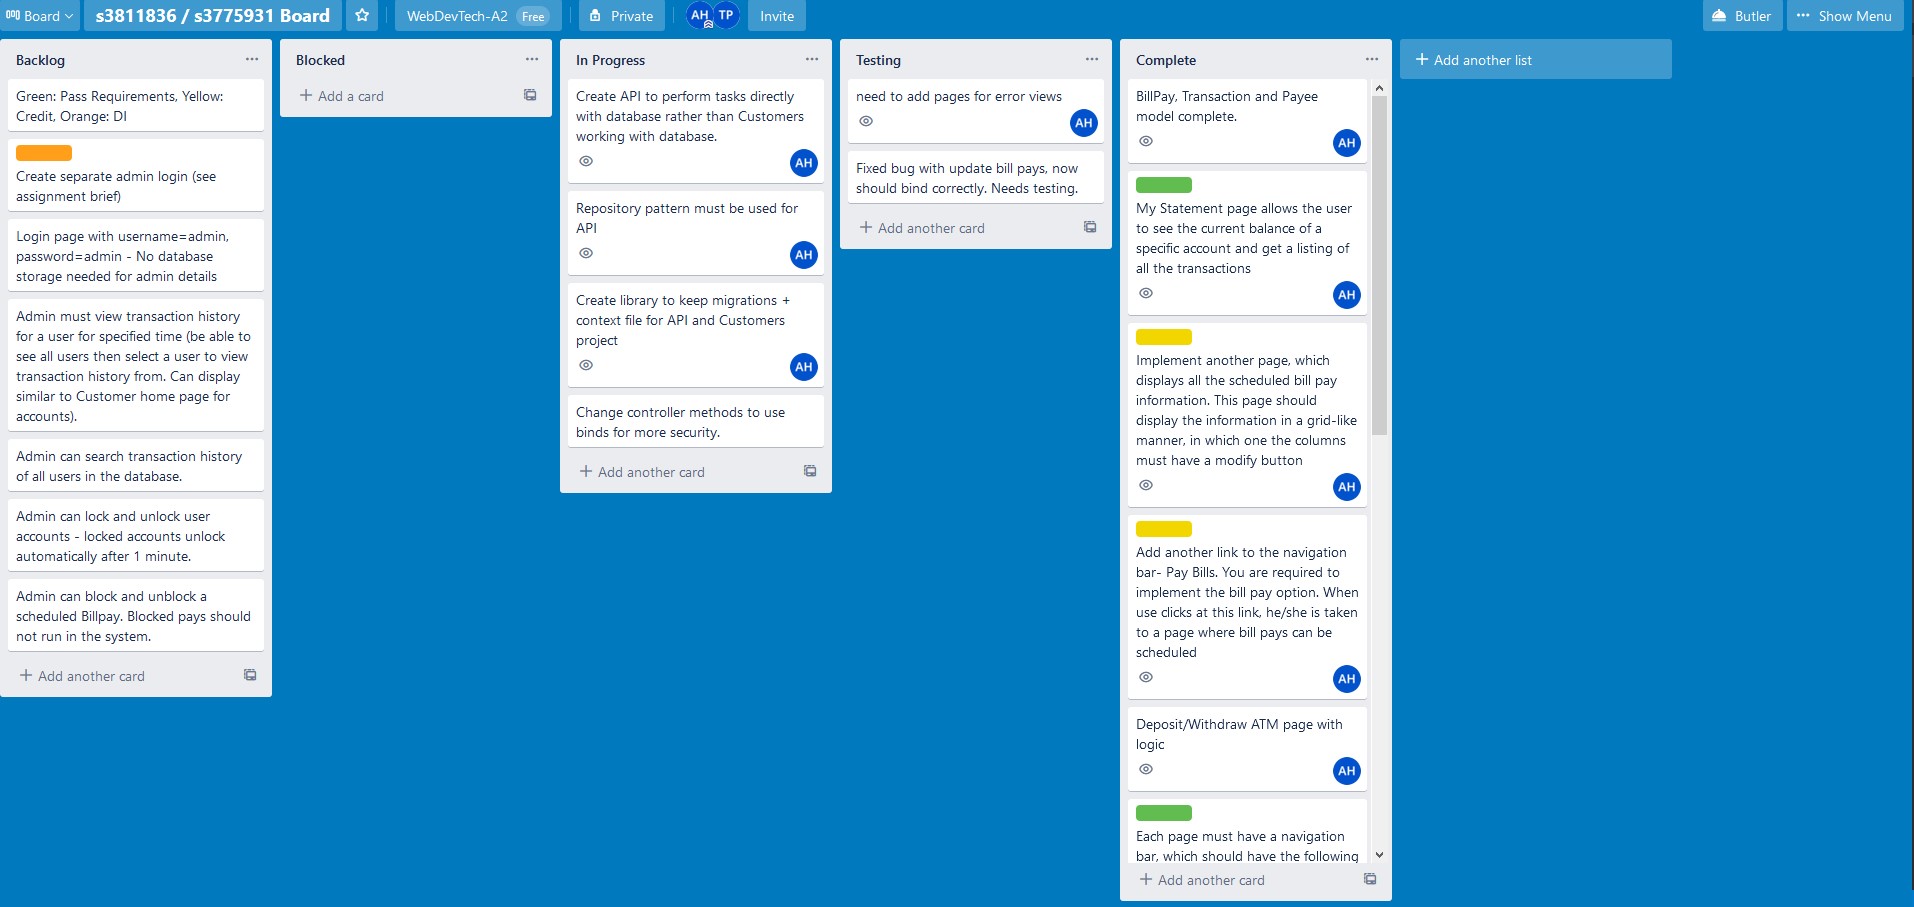 Board
s3811836 / s3775931 Board
WebDevTech-A2 Free
Private
AH TP
Invite
Butler
Show Menu
Backlog
Green: Pass Requirements, Yellow:
Credit, Orange: DI
Create separate admin login (see
assignment brief)
Login page with username=admin,
password=admin - No database
storage needed for admin details
Admin must view transaction history
for a user for specified time (be able to
see all users then select a user to view
transaction history from. Can display
similar to Customer home page for
accounts).
Admin can search transaction history
of all users in the database.
Admin can lock and unlock user
accounts - locked accounts unlock
automatically after 1 minute.
Admin can block and unblock a
scheduled Billpay. Blocked pays should
not run in the system.
+ Add another card
Blocked
+ Add a card
In Progress
Create API to perform tasks directly
with database rather than Customers
working with database.
AH
Repository pattern must be used for
API
AH
Create library to keep migrations +
context file for API and Customers
project
AH
Change controller methods to use
binds for more security.
+ Add another card
Testing
need to add pages for error views
AH
Fixed bug with update bill pays, now
should bind correctly. Needs testing.
+ Add another card
Complete
BillPay, Transaction and Payee
model complete.
AH
My Statement page allows the user
to see the current balance of a
specific account and get a listing of
all the transactions
AH
Implement another page, which
displays all the scheduled bill pay
information. This page should
display the information in a grid-like
manner, in which one the columns
must have a modify button
AH
Add another link to the navigation
bar- Pay Bills. You are required to
implement the bill pay option. When
use clicks at this link, he/she is taken
to a page where bill pays can be
scheduled
AH
Deposit/Withdraw ATM page with
logic
AH
Each page must have a navigation
bar, which should have the following
+ Add another card
+ Add another list